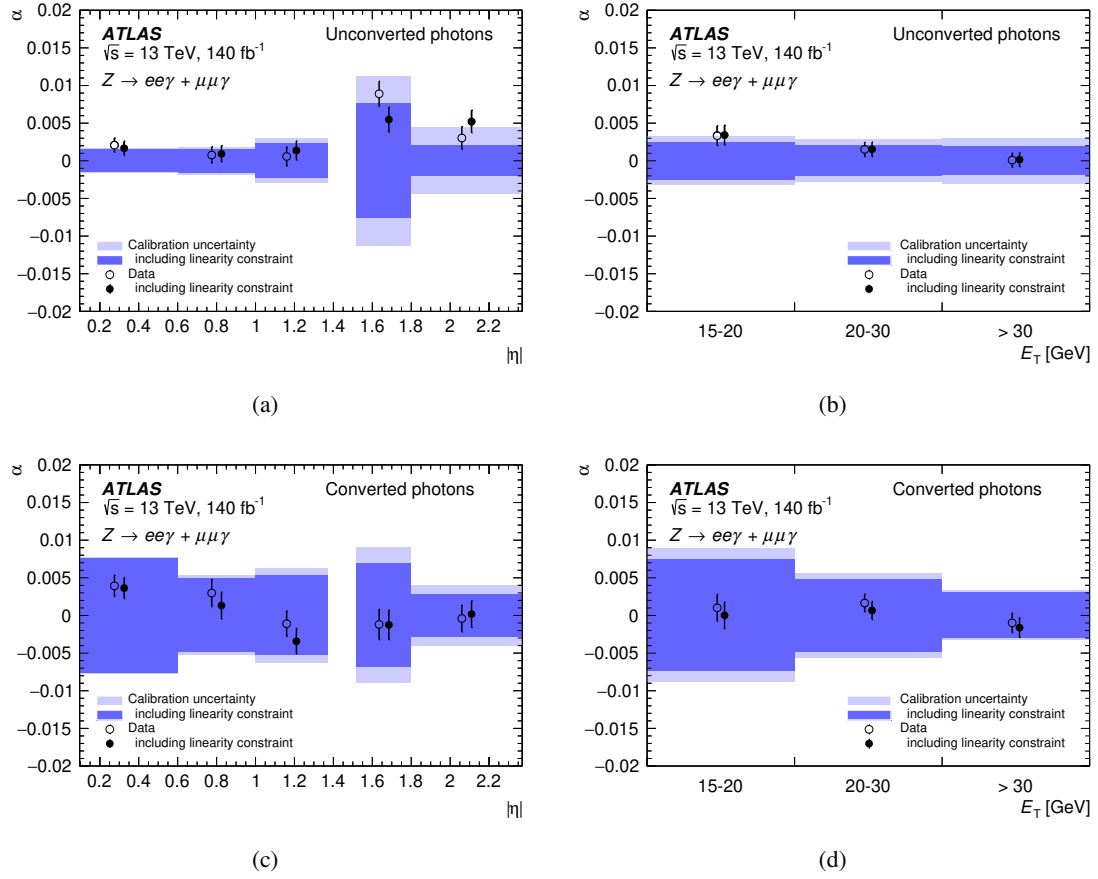 α
0.02
0.015
0.01
0.005
0
−0.005
−0.01
−0.015
−0.02
ATLAS
√s = 13 TeV, 140 fb⁻¹
Z → eeγ + μμγ
Unconverted photons
Calibration uncertainty
including linearity constraint
Data
including linearity constraint
0.2 0.4 0.6 0.8 1 1.2 1.4 1.6 1.8 2 2.2
|η|
(a)
α
0.02
0.015
0.01
0.005
0
−0.005
−0.01
−0.015
−0.02
ATLAS
√s = 13 TeV, 140 fb⁻¹
Z → eeγ + μμγ
Unconverted photons
Calibration uncertainty
including linearity constraint
Data
including linearity constraint
15-20 20-30 > 30
E_T [GeV]
(b)
α
0.02
0.015
0.01
0.005
0
−0.005
−0.01
−0.015
−0.02
ATLAS
√s = 13 TeV, 140 fb⁻¹
Z → eeγ + μμγ
Converted photons
Calibration uncertainty
including linearity constraint
Data
including linearity constraint
0.2 0.4 0.6 0.8 1 1.2 1.4 1.6 1.8 2 2.2
|η|
(c)
α
0.02
0.015
0.01
0.005
0
−0.005
−0.01
−0.015
−0.02
ATLAS
√s = 13 TeV, 140 fb⁻¹
Z → eeγ + μμγ
Converted photons
Calibration uncertainty
including linearity constraint
Data
including linearity constraint
15-20 20-30 > 30
E_T [GeV]
(d)